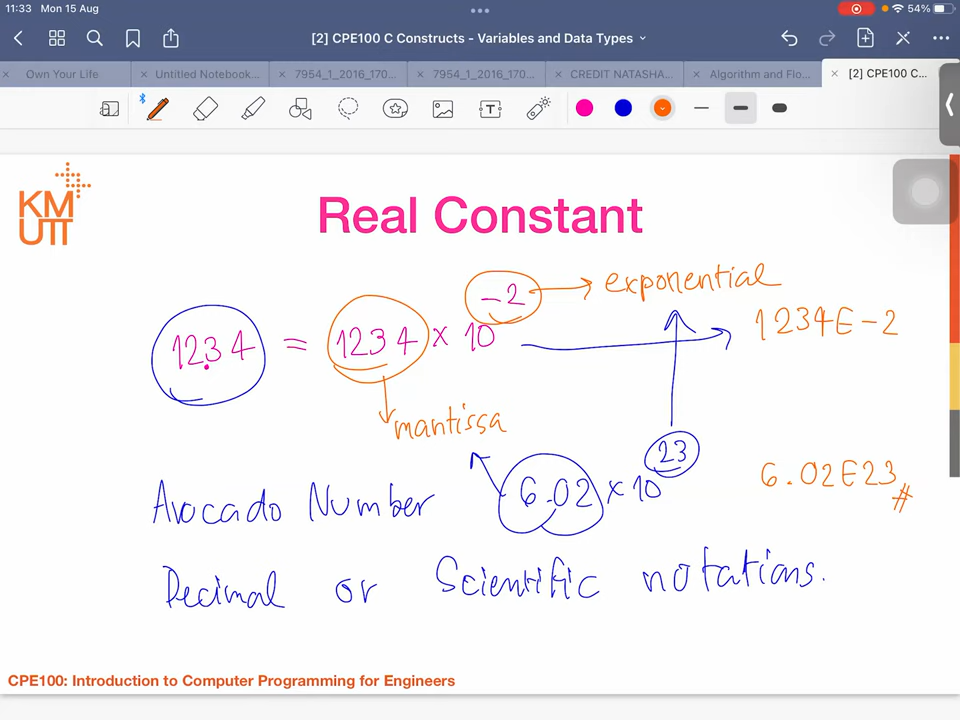 11:33 Mon 15 Aug 54%
[2] CPE100 C Constructs - Variables and Data Types
Own Your Life
Untitled Notebook...
7954_1_2016_170...
7954_1_2016_170...
CREDIT NATASHA...
Algorithm and Flo...
[2] CPE100 C...
KM
UTT
Real Constant
12.34 = 1234 × 10^-2 → exponential
1234E-2
mantissa
Avocado Number 6.02 × 10^23
6.02E23 #
Decimal or Scientific notations.
CPE100: Introduction to Computer Programming for Engineers